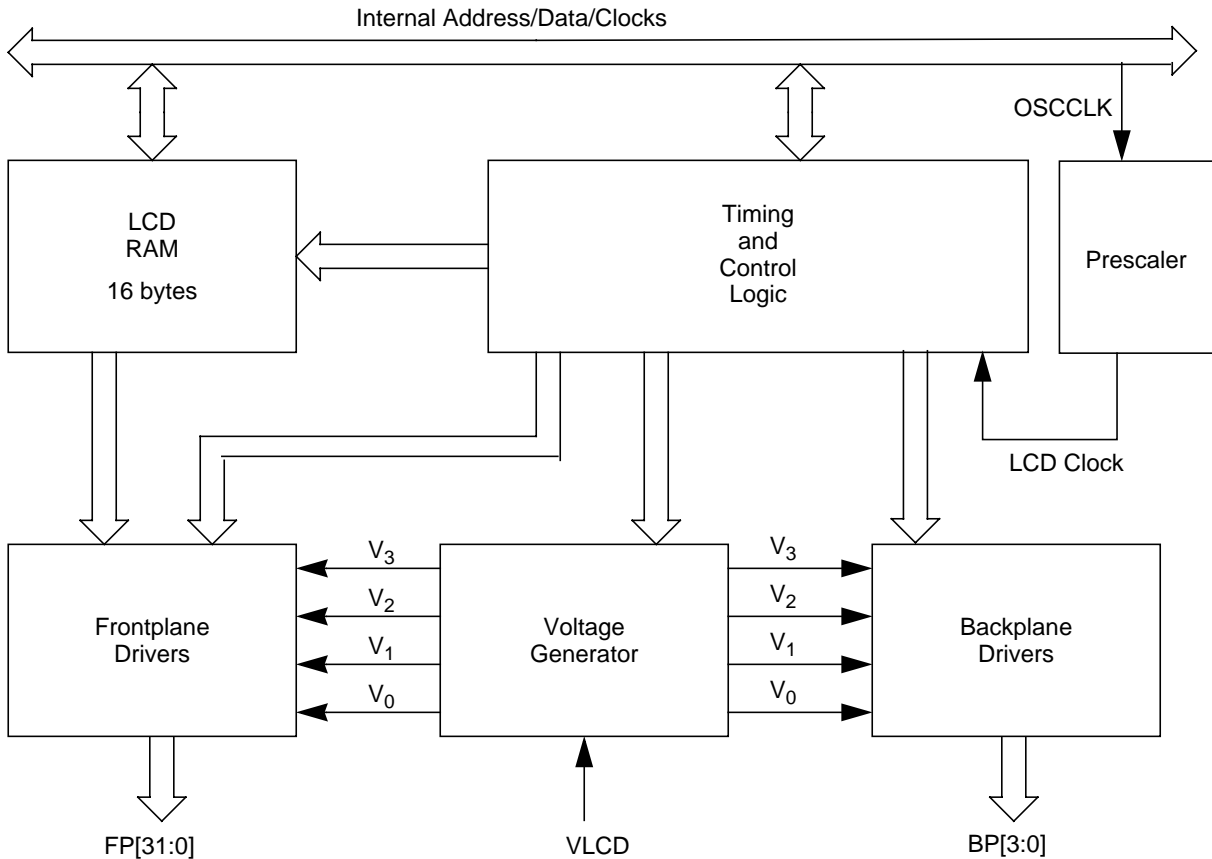 Internal Address/Data/Clocks
OSCCLK
LCD
RAM
16 bytes
Timing
and
Control
Logic
Prescaler
LCD Clock
V3
V2
V1
V0
Frontplane
Drivers
Voltage
Generator
V3
V2
V1
V0
Backplane
Drivers
FP[31:0]
VLCD
BP[3:0]